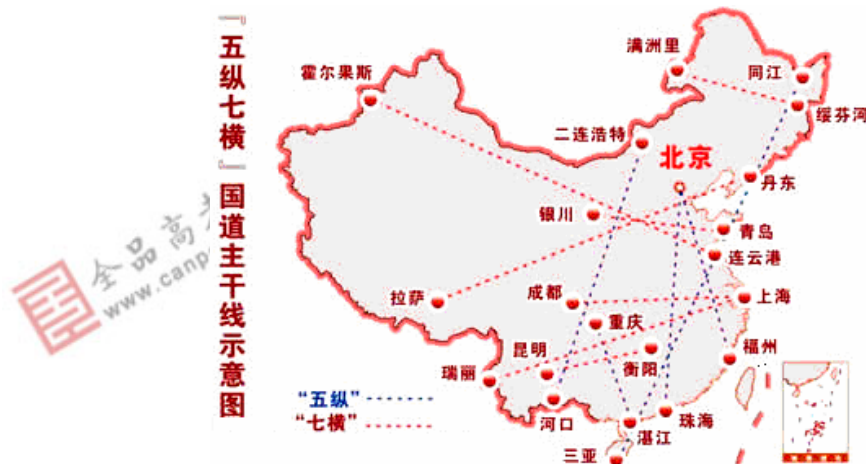 『五纵七横』国道主干线示意图
满洲里
同江
霍尔果斯
绥芬河
二连浩特
北京
丹东
银川
青岛
连云港
拉萨
成都
上海
重庆
福州
昆明
衡阳
瑞丽
“五纵”
“七横”
河口
湛江
珠海
三亚
全品高考
www.canp